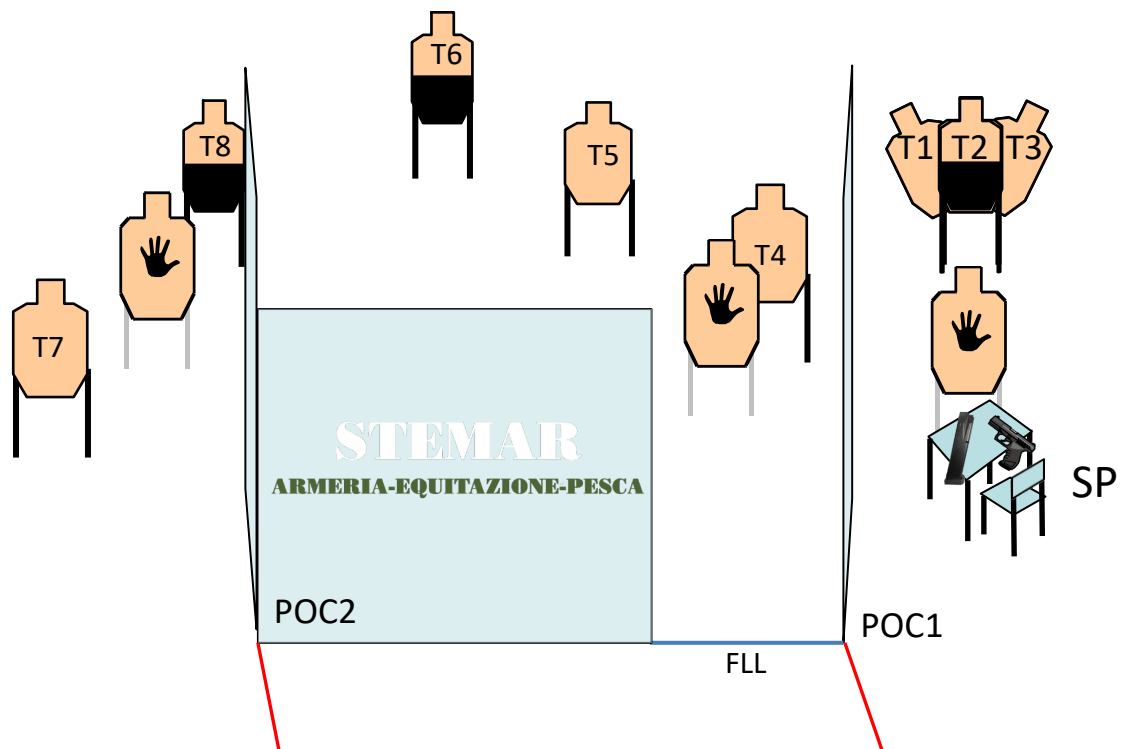 T6
T8
T5
T1
T2
T3
T4
T7
STEMAR
ARMERIA-EQUITAZIONE-PESCA
SP
POC2
POC1
FLL